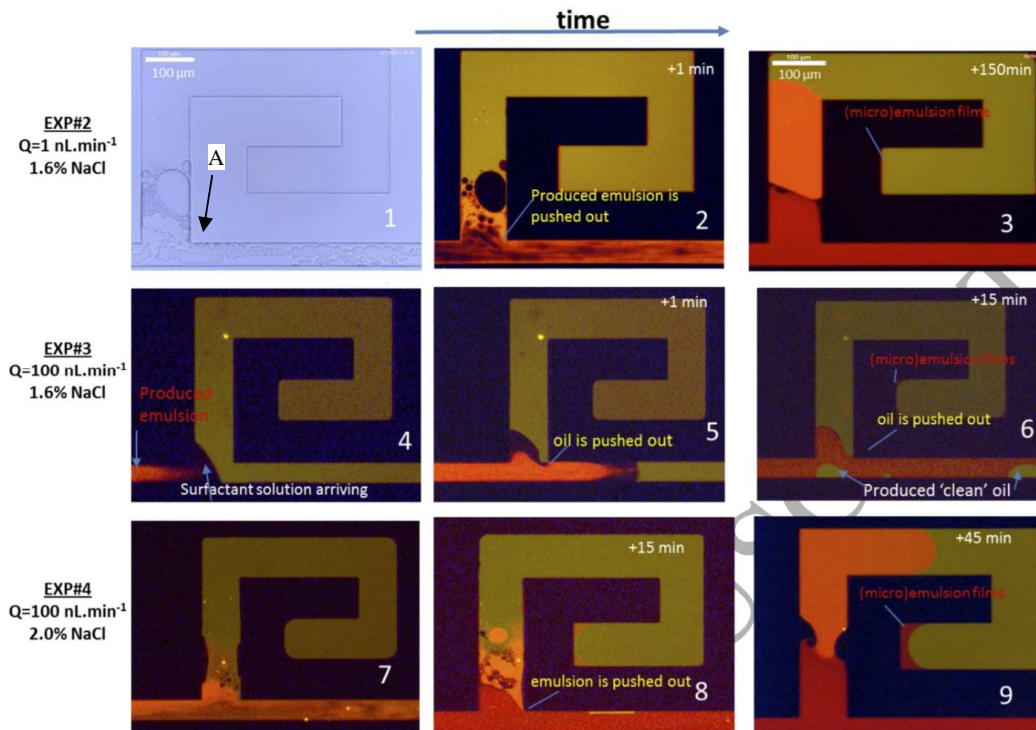 time
EXP#2
Q=1 nL.min⁻¹
1.6% NaCl
100 µm
100 µm
A
1
+1 min
Produced emulsion is
pushed out
2
100 µm
100 µm
+150min
(micro)emulsion films
3
EXP#3
Q=100 nL.min⁻¹
1.6% NaCl
Produced
emulsion
Surfactant solution arriving
4
+1 min
oil is pushed out
5
+15 min
(micro)emulsion films
oil is pushed out
Produced 'clean' oil
6
EXP#4
Q=100 nL.min⁻¹
2.0% NaCl
7
+15 min
emulsion is pushed out
8
+45 min
(micro)emulsion films
9